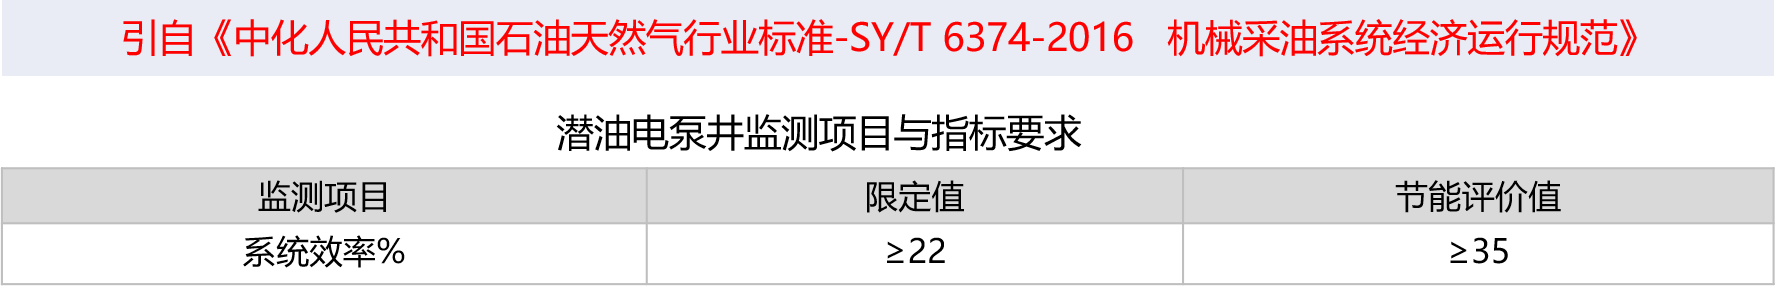 引自《中化人民共和国石油天然气行业标准-SY/T 6374-2016 机械采油系统经济运行规范》
潜油电泵井监测项目与指标要求
监测项目 限定值 节能评价值
系统效率% ≥22 ≥35